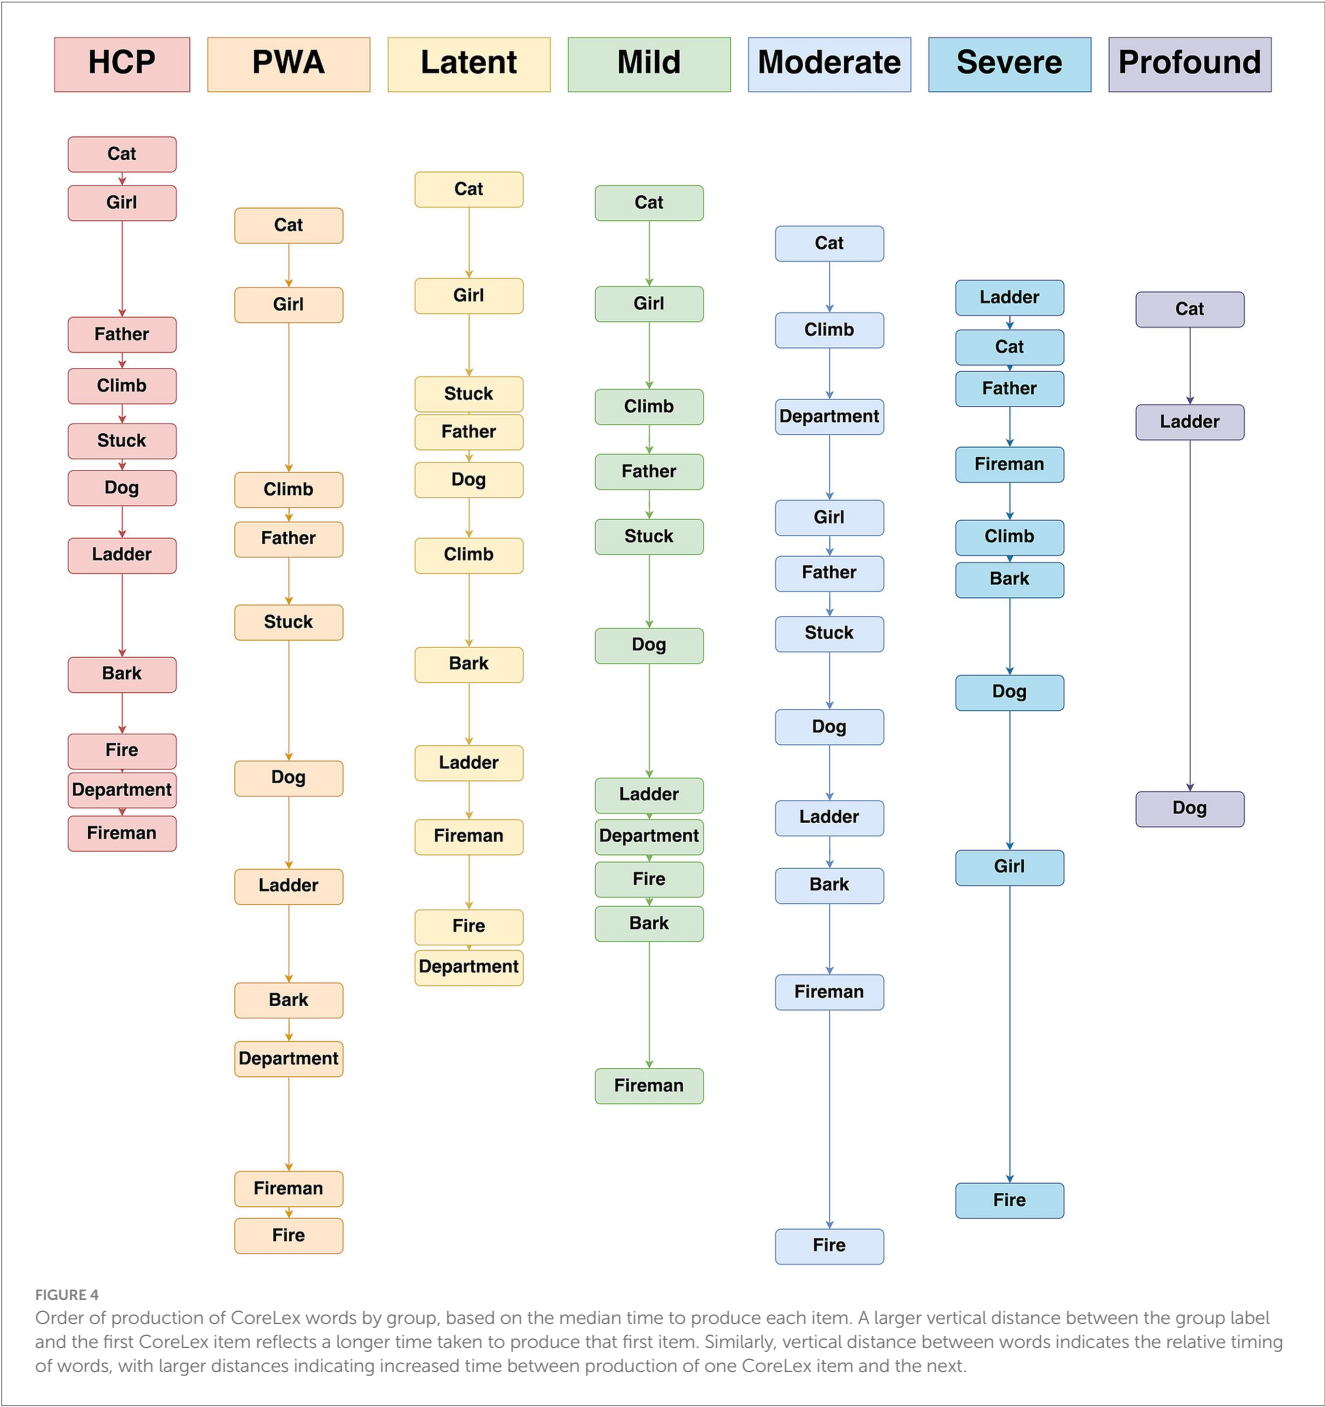 HCP
PWA
Latent
Mild
Moderate
Severe
Profound
Cat
Girl
Father
Climb
Stuck
Dog
Ladder
Bark
Fire
Department
Fireman
Cat
Girl
Climb
Father
Stuck
Dog
Ladder
Bark
Department
Fireman
Fire
Cat
Girl
Stuck
Father
Dog
Climb
Bark
Ladder
Fireman
Fire
Department
Cat
Girl
Climb
Father
Stuck
Dog
Ladder
Department
Fire
Bark
Fireman
Cat
Climb
Department
Girl
Father
Stuck
Dog
Ladder
Bark
Fireman
Fire
Ladder
Cat
Father
Fireman
Climb
Bark
Dog
Girl
Fire
Cat
Ladder
Dog
FIGURE 4
Order of production of CoreLex words by group, based on the median time to produce each item. A larger vertical distance between the group label
and the first CoreLex item reflects a longer time taken to produce that first item. Similarly, vertical distance between words indicates the relative timing
of words, with larger distances indicating increased time between production of one CoreLex item and the next.